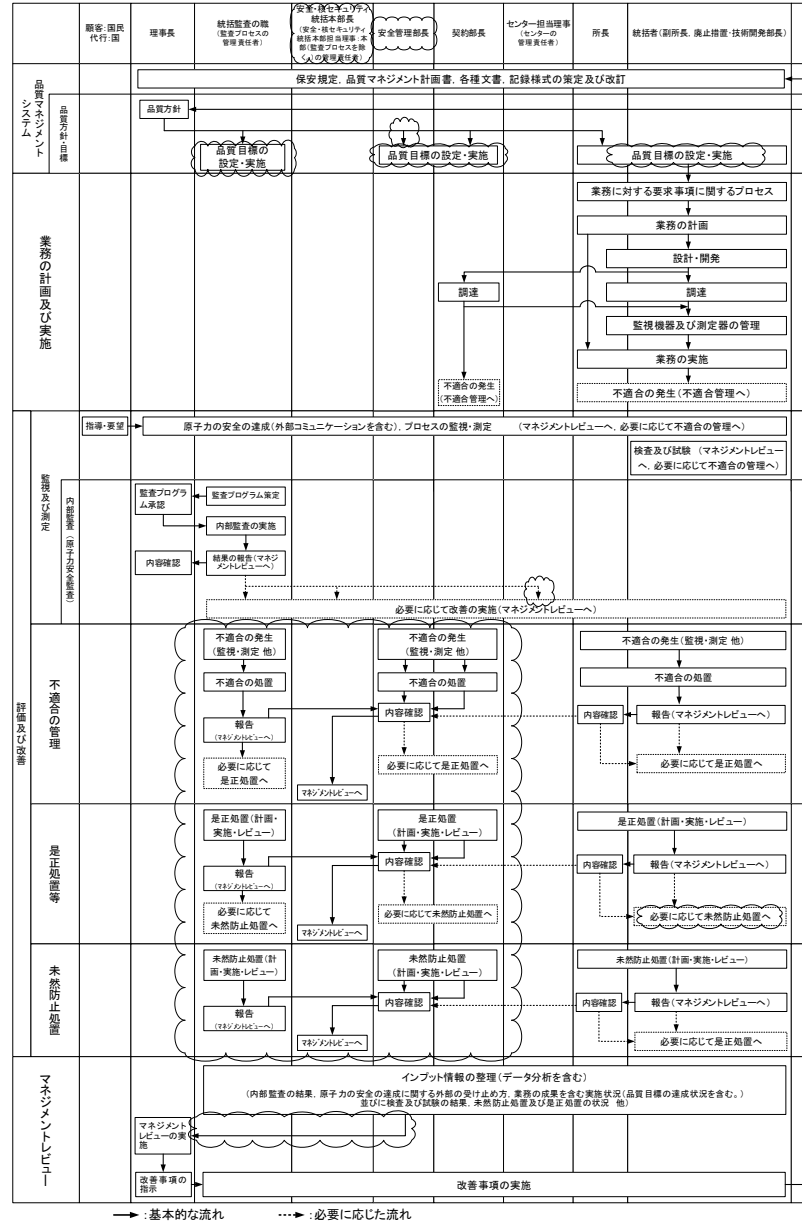 顧客：国民
代行：国
理事長
統括監査の職
(監査プロセスの
管理責任者)
安全・核セキュリティ
統括本部長
(安全・核セキュリティ
統括本部担当理事：本
部(監査プロセスを除
く。)の管理責任者)
安全管理部長
契約部長
センター担当理事
(センターの
管理責任者)
所長
統括者(副所長、廃止措置・技術開発部長)
品質マネジメント
システム
品質方針・目標
保安規定，品質マネジメント計画書，各種文書，記録様式の策定及び改訂
品質方針
品質目標の
設定・実施
品質目標の設定・実施
品質目標の設定・実施
業務の計画及び実施
業務に対する要求事項に関するプロセス
業務の計画
設計・開発
調達
調達
監視機器及び測定器の管理
業務の実施
不適合の発生
(不適合管理へ)
不適合の発生(不適合管理へ)
評価及び改善
監視及び測定
指導・要望
原子力の安全の達成(外部コミュニケーションを含む)，プロセスの監視・測定　(マネジメントレビューへ，必要に応じて不適合の管理へ)
検査及び試験 (マネジメントレビュー
へ，必要に応じて不適合の管理へ)
内部監査(原子力安全監査)
監査プログラ
ム承認
監査プログラム策定
内部監査の実施
内容確認
結果の報告(マネジ
メントレビューへ)
必要に応じて改善の実施(マネジメントレビューへ)
不適合の管理
不適合の発生
(監視・測定 他)
不適合の発生
(監視・測定 他)
不適合の発生(監視・測定 他)
不適合の処置
不適合の処置
不適合の処置
報告
(マネジメントレビューへ)
内容確認
内容確認
報告(マネジメントレビューへ)
必要に応じて
是正処置へ
必要に応じて是正処置へ
必要に応じて是正処置へ
マネジメントレビューへ
是正処置等
是正処置(計画・
実施・レビュー)
是正処置
(計画・実施・レビュー)
是正処置(計画・実施・レビュー)
報告
(マネジメントレビューへ)
内容確認
内容確認
報告(マネジメントレビューへ)
必要に応じて
未然防止処置へ
必要に応じて未然防止処置へ
必要に応じて未然防止処置へ
マネジメントレビューへ
未然防止処置
未然防止処置(計
画・実施・レビュー)
未然防止処置
(計画・実施・レビュー)
未然防止処置(計画・実施・レビュー)
報告
(マネジメントレビューへ)
内容確認
内容確認
報告(マネジメントレビューへ)
マネジメントレビューへ
必要に応じて是正処置へ
マネジメントレビュー
インプット情報の整理(データ分析を含む)
(内部監査の結果，原子力の安全の達成に関する外部の受け止め方，業務の成果を含む実施状況(品質目標の達成状況を含む。)
並びに検査及び試験の結果，未然防止処置及び是正処置の状況 他)
マネジメント
レビューの実
施
改善事項の
指示
改善事項の実施
：基本的な流れ
：必要に応じた流れ